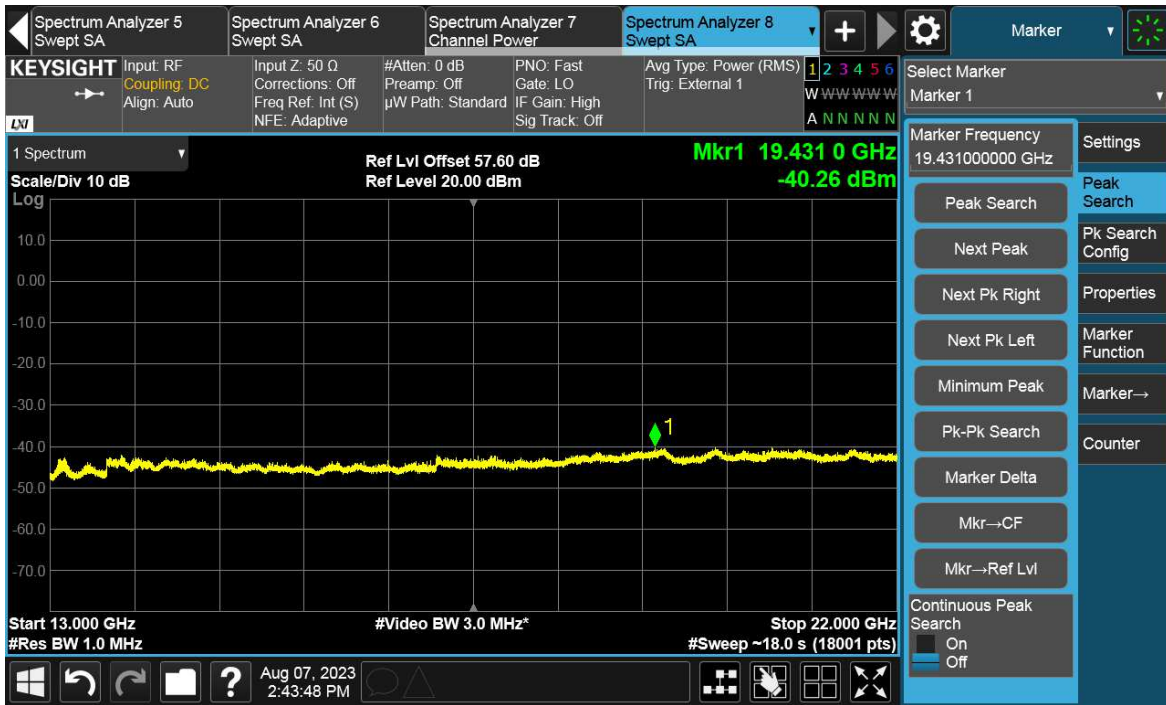 Spectrum Analyzer 5
Swept SA
Spectrum Analyzer 6
Swept SA
Spectrum Analyzer 7
Channel Power
Spectrum Analyzer 8
Swept SA
▼
+
Marker
▼
KEYSIGHT
LXI
Input: RF
Coupling: DC
Align: Auto
Input Z: 50 Ω
Corrections: Off
Freq Ref: Int (S)
NFE: Adaptive
#Atten: 0 dB
Preamp: Off
µW Path: Standard
PNO: Fast
Gate: LO
IF Gain: High
Sig Track: Off
Avg Type: Power (RMS)
Trig: External 1
1 2 3 4 5 6
W W W W W W
A N N N N N
1 Spectrum
▼
Scale/Div 10 dB
Log
Ref Lvl Offset 57.60 dB
Ref Level 20.00 dBm
Mkr1 19.431 0 GHz
-40.26 dBm
10.0
0.00
-10.0
-20.0
-30.0
-40.0
-50.0
-60.0
-70.0
1
Start 13.000 GHz
#Res BW 1.0 MHz
#Video BW 3.0 MHz*
Stop 22.000 GHz
#Sweep ~18.0 s (18001 pts)
Select Marker
Marker 1
▼
Marker Frequency
19.431000000 GHz
Peak Search
Next Peak
Next Pk Right
Next Pk Left
Minimum Peak
Pk-Pk Search
Marker Delta
Mkr→CF
Mkr→Ref Lvl
Continuous Peak
Search
On
Off
Settings
Peak
Search
Pk Search
Config
Properties
Marker
Function
Marker→
Counter
?
Aug 07, 2023
2:43:48 PM